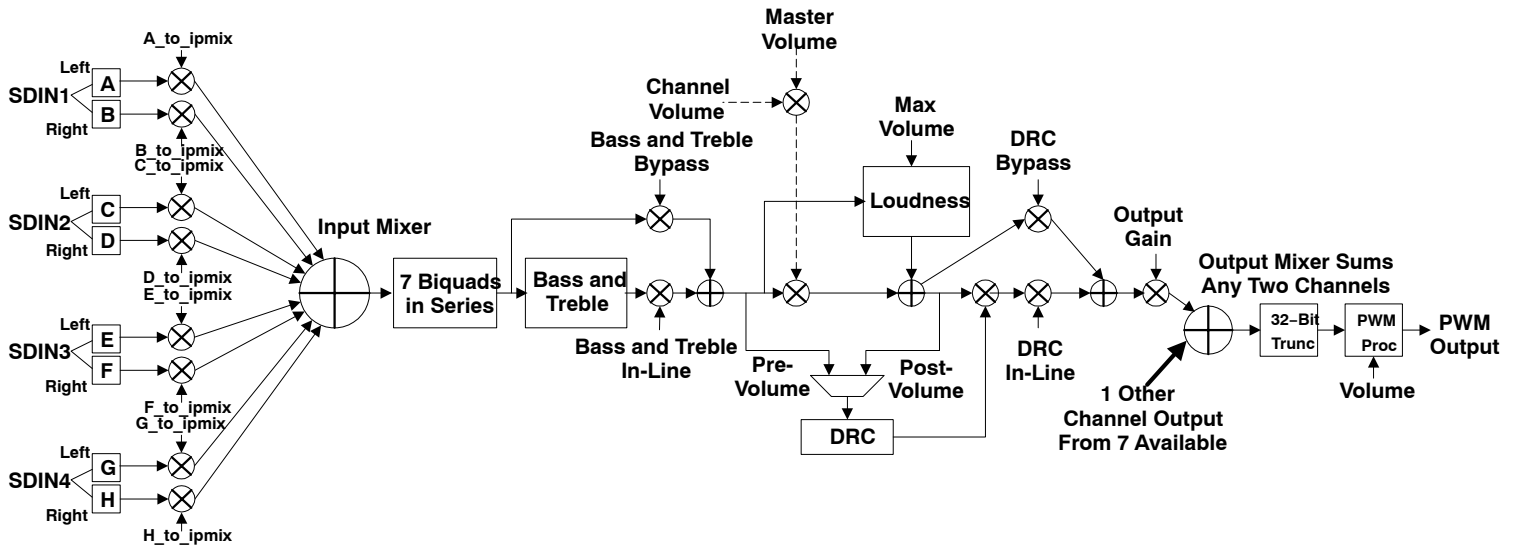 Master
Volume
A_to_ipmix
Left
A
SDIN1
B
Right
B_to_ipmix
C_to_ipmix
Left
C
SDIN2
D
Right
D_to_ipmix
E_to_ipmix
Left
E
SDIN3
F
Right
F_to_ipmix
G_to_ipmix
Left
G
SDIN4
H
Right
H_to_ipmix
Input Mixer
7 Biquads
in Series
Bass and Treble
Bypass
Bass and
Treble
Bass and Treble
In-Line
Channel
Volume
Max
Volume
Loudness
Pre-
Volume
Post-
Volume
DRC
DRC
Bypass
DRC
In-Line
Output
Gain
Output Mixer Sums
Any Two Channels
1 Other
Channel Output
From 7 Available
32−Bit
Trunc
PWM
Proc
Volume
PWM
Output